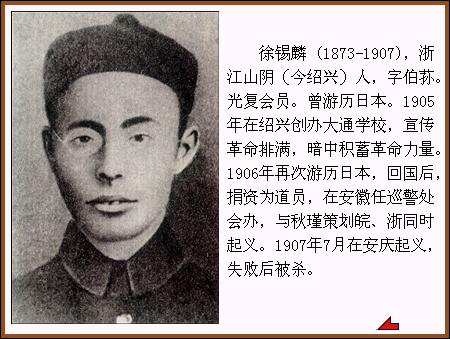 徐锡麟（1873-1907），浙
江山阴（今绍兴）人，字伯荪。
光复会员。曾游历日本。1905
年在绍兴创办大通学校，宣传
革命排满，暗中积蓄革命力量。
1906年再次游历日本，回国后，
捐资为道员，在安徽任巡警处
会办，与秋瑾策划皖、浙同时
起义。1907年7月在安庆起义，
失败后被杀。